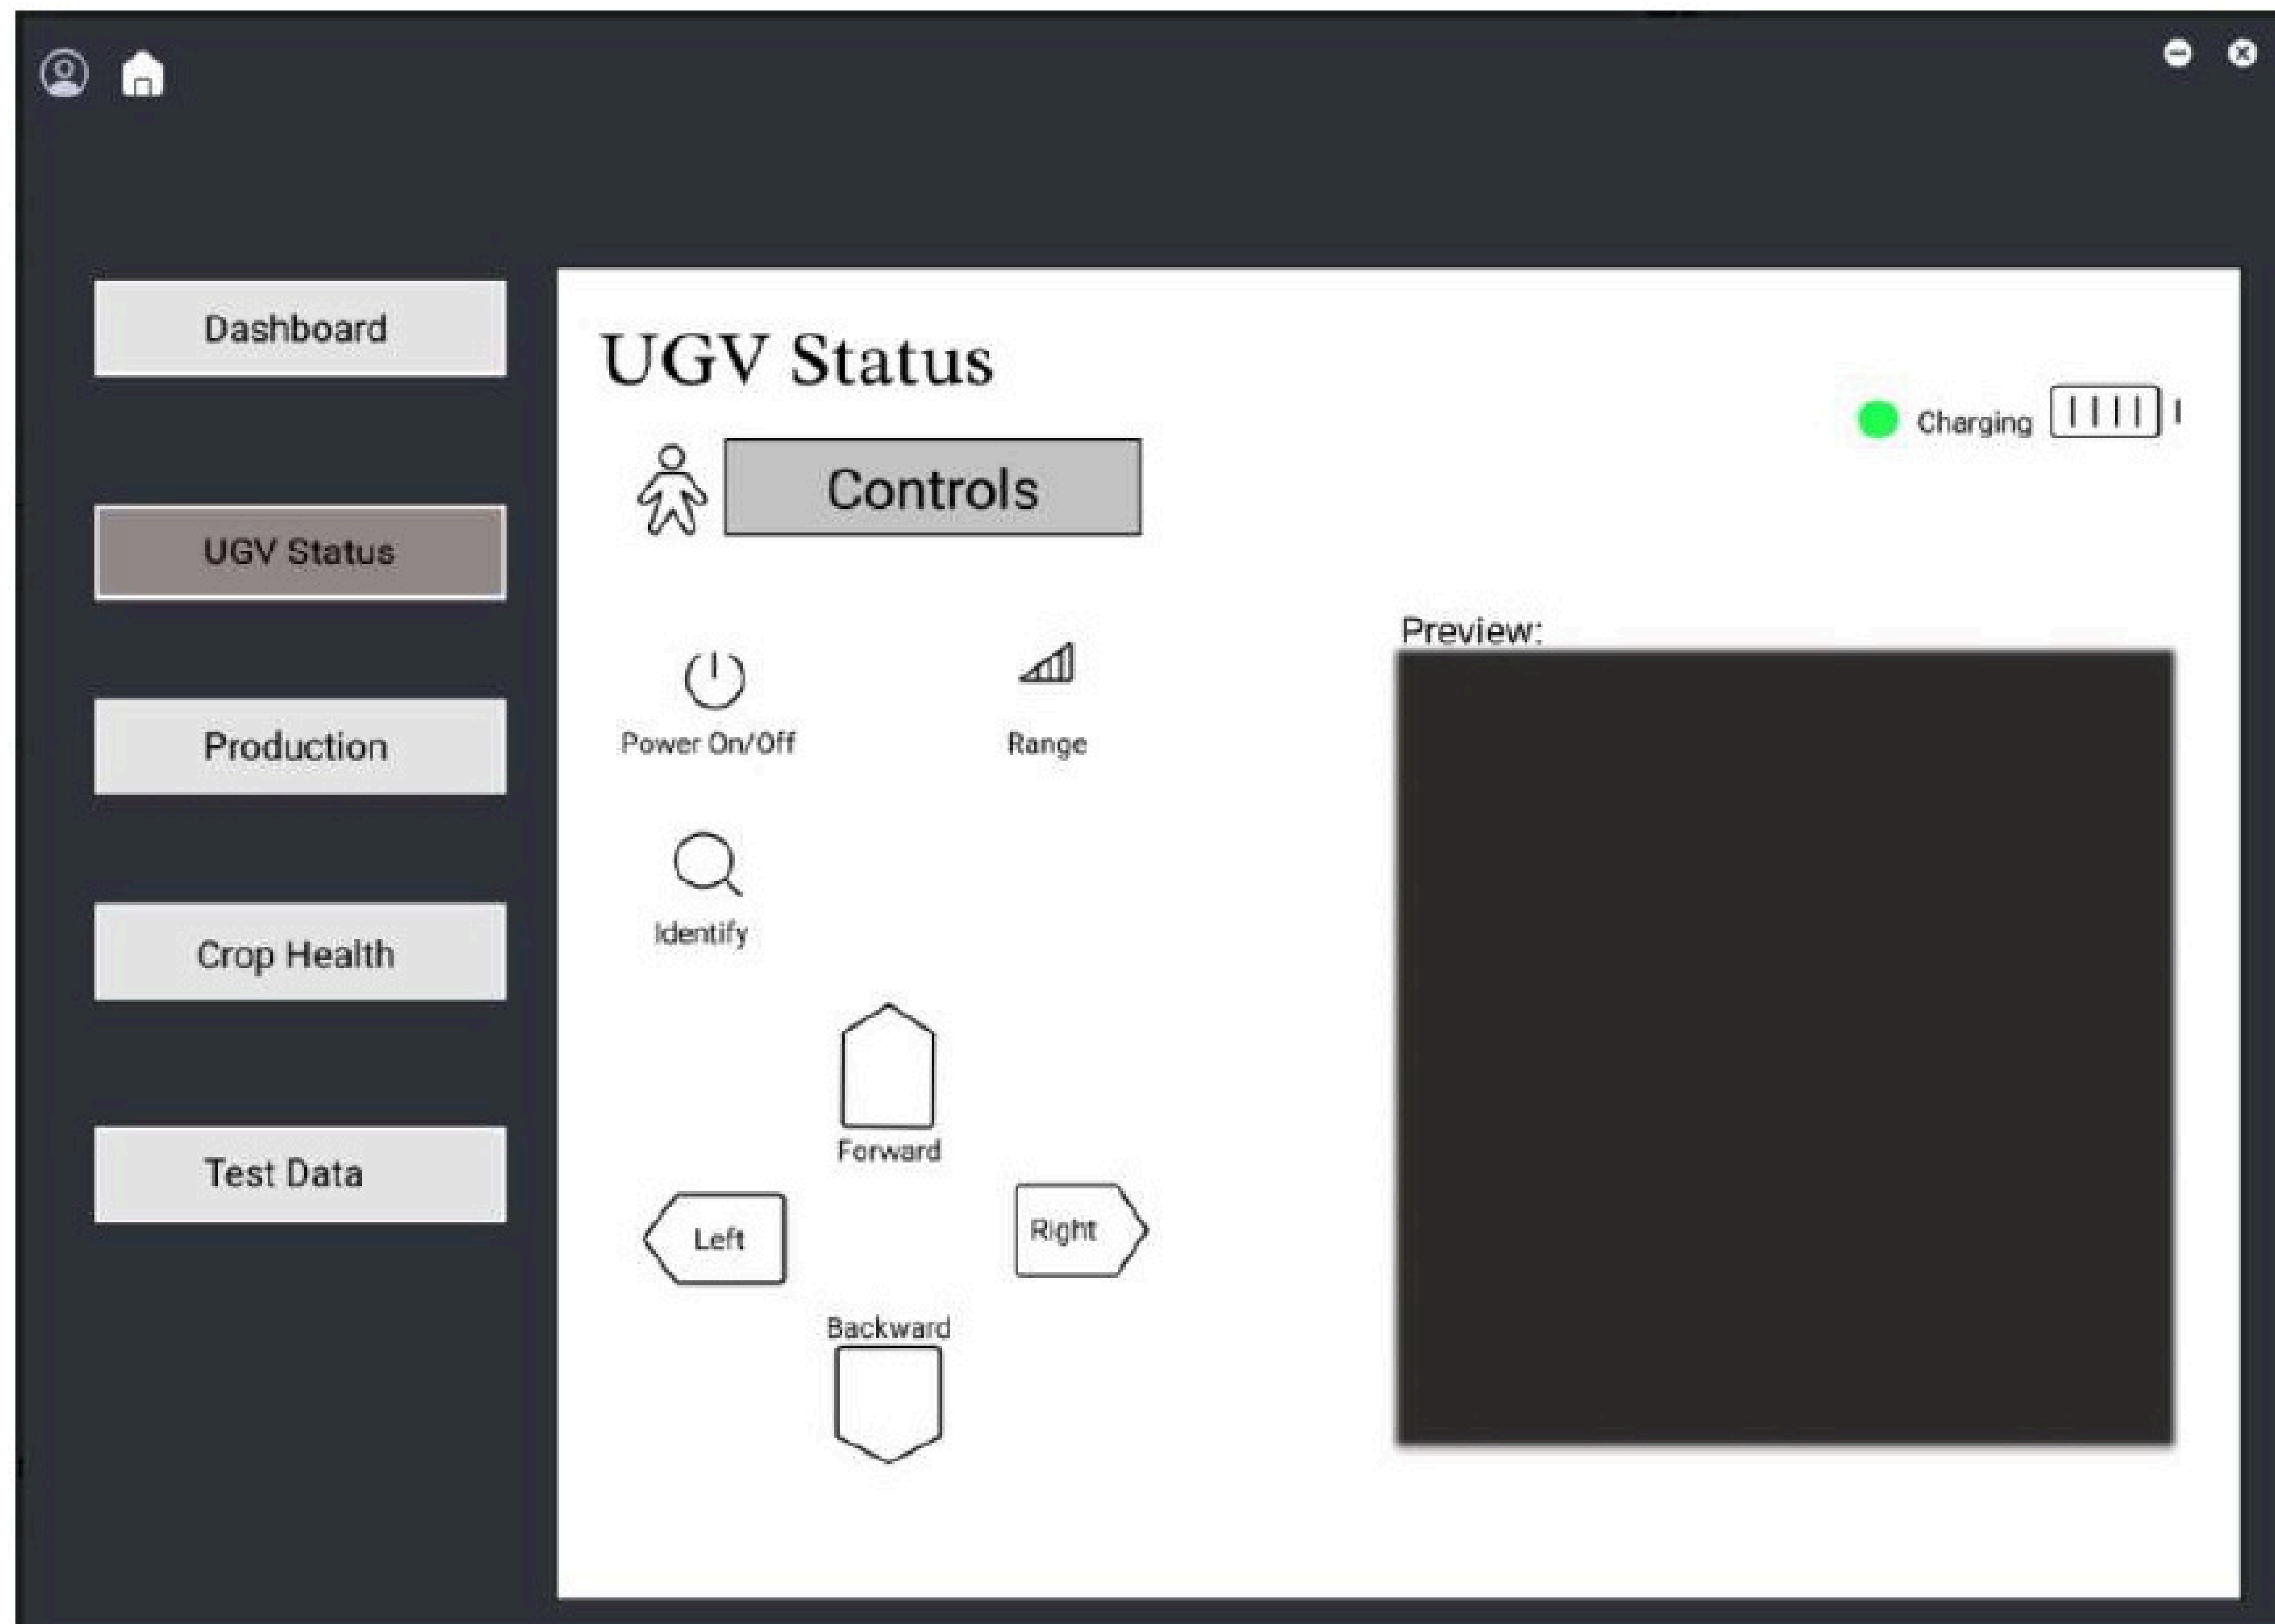 Dashboard
UGV Status
Production
Crop Health
Test Data
UGV Status
Charging
Controls
Preview:
Power On/Off
Range
Identify
Forward
Left
Right
Backward